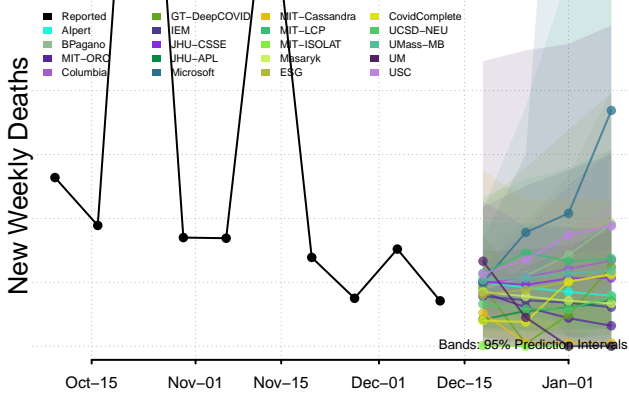 Reported GT-DeepCOVID MIT-Cassandra CovidComplete
Alpert IEM MIT-LCP UCSD-NEU
BPagano JHU-CSSE MIT-ISOLAT UMass-MB
MIT-ORC JHU-APL Masaryk UM
Columbia Microsoft ESG USC
New Weekly Deaths
Bands: 95% Prediction Intervals
Oct-15 Nov-01 Nov-15 Dec-01 Dec-15 Jan-01